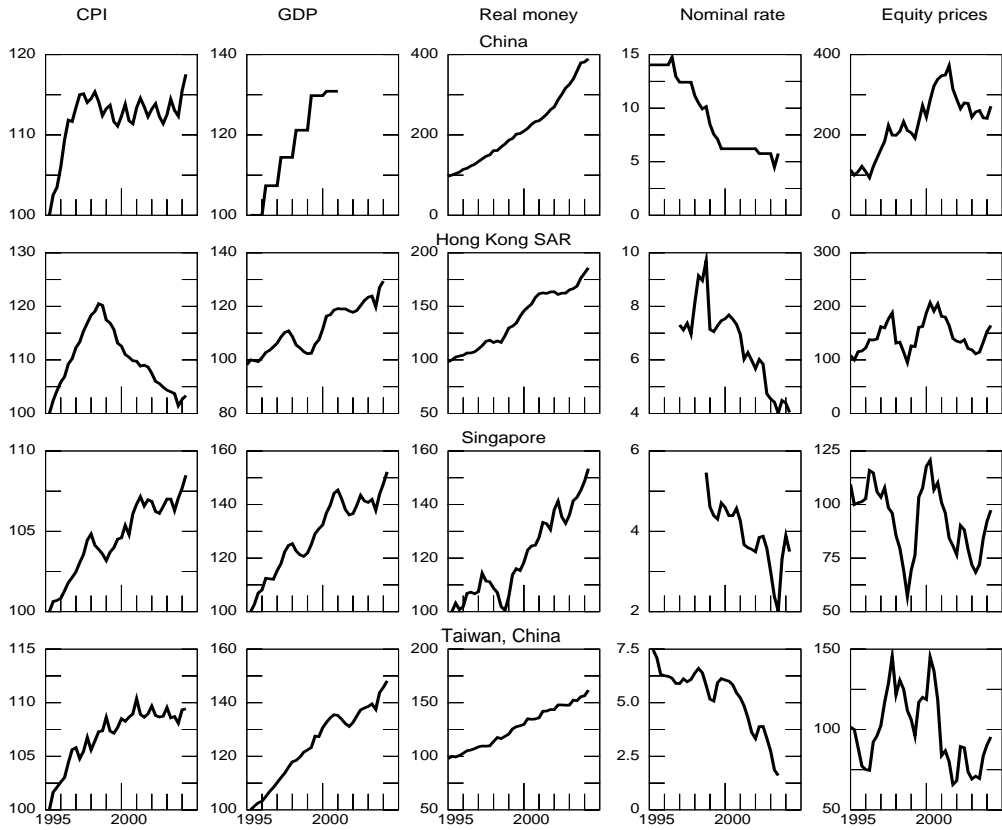 CPI GDP Real money Nominal rate Equity prices
China
120 140 400 15 400
110 120 200 10 200
5
100 100 0 0 0
Hong Kong SAR
130 140 200 10 300
120 120 150 8 200
110 100 100 6 100
100 80 50 4 0
Singapore
110 160 160 6 125
105 140 140 4 100
120 120 75
100 100 100 2 50
Taiwan, China
115 160 200 7.5 150
110 140 150 5.0 100
105 120 100 2.5
100 100 50 0 50
1995 2000 1995 2000 1995 2000 1995 2000 1995 2000